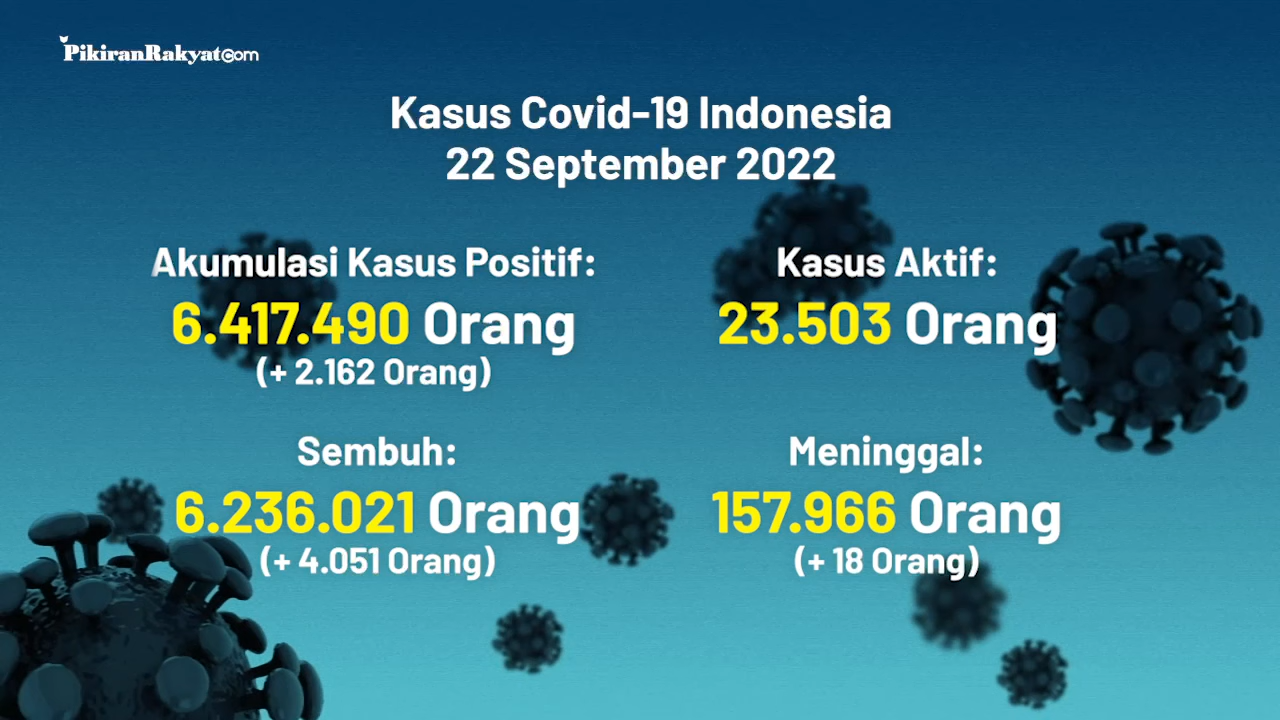 PikiranRakyat.com
Kasus Covid-19 Indonesia
22 September 2022
Akumulasi Kasus Positif:
6.417.490 Orang
(+ 2.162 Orang)
Kasus Aktif:
23.503 Orang
Sembuh:
6.236.021 Orang
(+ 4.051 Orang)
Meninggal:
157.966 Orang
(+ 18 Orang)